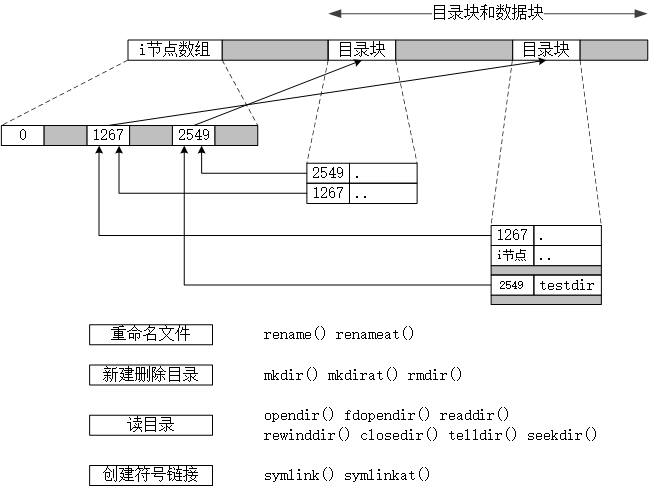 目录块和数据块
i节点数组
目录块
目录块
0
1267
2549
2549 .
1267 ..
1267 .
i节点 ..
2549 testdir
重命名文件 rename() renameat()
新建删除目录 mkdir() mkdirat() rmdir()
读目录 opendir() fdopendir() readdir()
rewinddir() closedir() telldir() seekdir()
创建符号链接 symlink() symlinkat()